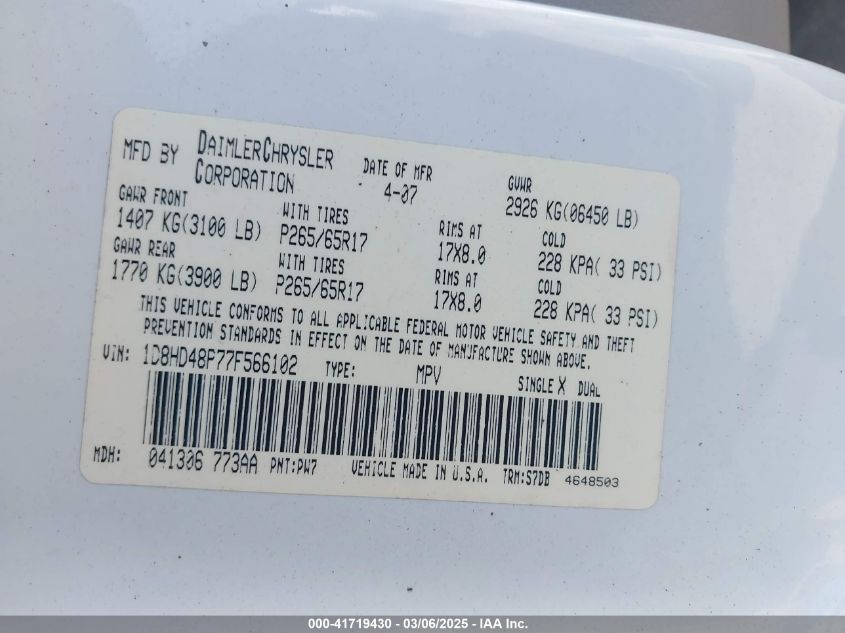 MFD BY DAIMLERCHRYSLER CORPORATION DATE OF MFR 4-07 GVWR 2926 KG(06450 LB)
GAWR FRONT WITH TIRES RIMS AT COLD
1407 KG(3100 LB) P265/65R17 17X8.0 228 KPA( 33 PSI)
GAWR REAR WITH TIRES RIMS AT COLD
1770 KG(3900 LB) P265/65R17 17X8.0 228 KPA( 33 PSI)
THIS VEHICLE CONFORMS TO ALL APPLICABLE FEDERAL MOTOR VEHICLE SAFETY AND THEFT
PREVENTION STANDARDS IN EFFECT ON THE DATE OF MANUFACTURE SHOWN ABOVE.
VIN: 1D8HD48P77F566102 TYPE: MPV SINGLE X DUAL
MDH: 041306 773AA PNT:PW7 VEHICLE MADE IN U.S.A. TRM:S7DB 4648503
000-41719430 - 03/06/2025 - IAA Inc.